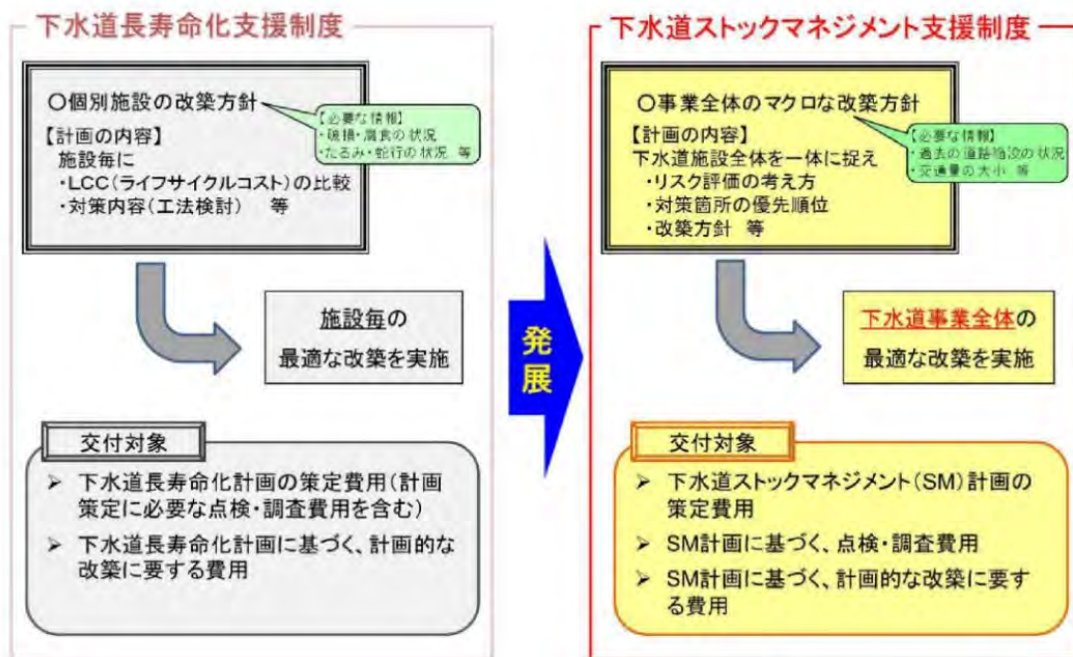 下水道長寿命化支援制度
○個別施設の改築方針
【必要な情報】
・破損・腐食の状況
・たるみ・蛇行の状況 等
【計画の内容】
施設毎に
・LCC(ライフサイクルコスト)の比較
・対策内容(工法検討) 等
施設毎の
最適な改築を実施
交付対象
➢ 下水道長寿命化計画の策定費用(計画
策定に必要な点検・調査費用を含む)
➢ 下水道長寿命化計画に基づく、計画的な
改築に要する費用
発展
下水道ストックマネジメント支援制度
○事業全体のマクロな改築方針
【必要な情報】
・過去の道路陥没の状況
・交通量の大小 等
【計画の内容】
下水道施設全体を一体に捉え
・リスク評価の考え方
・対策箇所の優先順位
・改築方針 等
下水道事業全体の
最適な改築を実施
交付対象
➢ 下水道ストックマネジメント(SM)計画の
策定費用
➢ SM計画に基づく、点検・調査費用
➢ SM計画に基づく、計画的な改築に要す
る費用